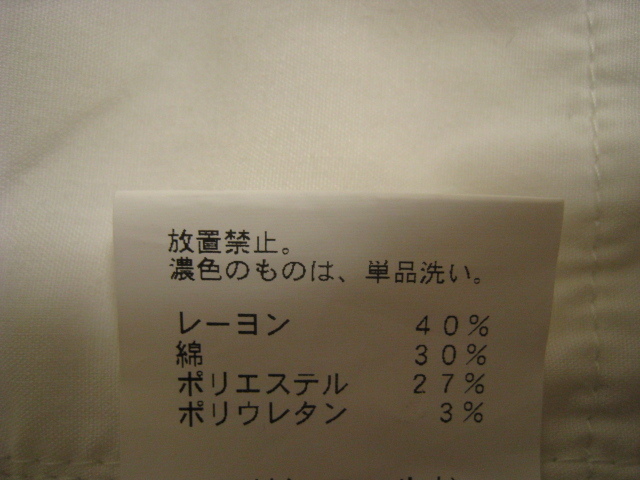 放置禁止。
濃色のものは、単品洗い。
レーヨン 40%
綿 30%
ポリエステル 27%
ポリウレタン 3%